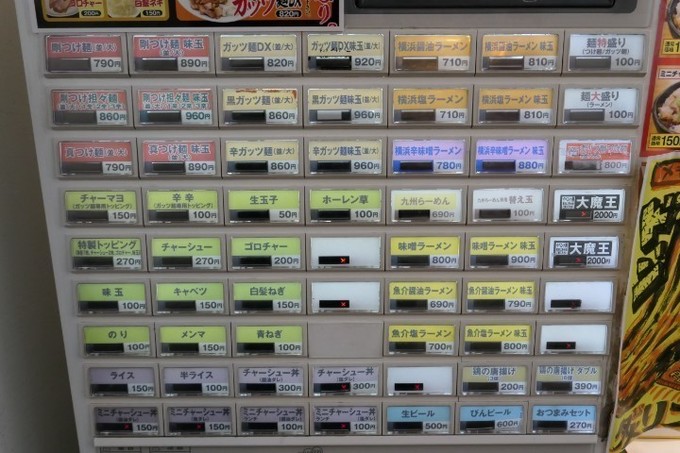 820円
剛つけ麺(並/大)
790円
剛つけ麺 味玉
890円
ガッツ麺DX(並/大)
820円
ガッツ麺DX味玉
920円
横浜醤油ラーメン
710円
横浜醤油ラーメン 味玉
810円
麺特盛り
100円
剛つけ担々麺
860円
剛つけ担々麺 味玉
960円
黒ガッツ麺(並/大)
860円
黒ガッツ麺味玉
960円
横浜塩ラーメン
710円
横浜塩ラーメン 味玉
810円
麺大盛り
(ラーメン)
100円
真つけ麺(並/大)
790円
真つけ麺 味玉
890円
辛ガッツ麺(並/大)
860円
辛ガッツ麺味玉
960円
横浜辛味噌ラーメン
780円
横浜辛味噌ラーメン 味玉
880円
800円
チャーマヨ
150円
辛辛
100円
生玉子
50円
ホーレン草
100円
九州らーめん
690円
替え玉
100円
大魔王
2000円
特製トッピング
270円
チャーシュー
270円
ゴロチャー
200円
味噌ラーメン
800円
味噌ラーメン 味玉
900円
大魔王
2000円
味玉
100円
キャベツ
150円
白髪ねぎ
150円
魚介醤油ラーメン
690円
魚介醤油ラーメン 味玉
790円
のり
100円
メンマ
150円
青ねぎ
100円
魚介塩ラーメン
700円
魚介塩ラーメン 味玉
800円
ライス
150円
半ライス
100円
チャーシュー丼
300円
チャーシュー丼
300円
鶏の唐揚げ
200円
鶏の唐揚げ ダブル
390円
ミニチャーシュー丼
150円
ミニチャーシュー丼
150円
ミニチャーシュー丼
ランチ
100円
ミニチャーシュー丼
ランチ
100円
生ビール
500円
びんビール
600円
おつまみセット
270円